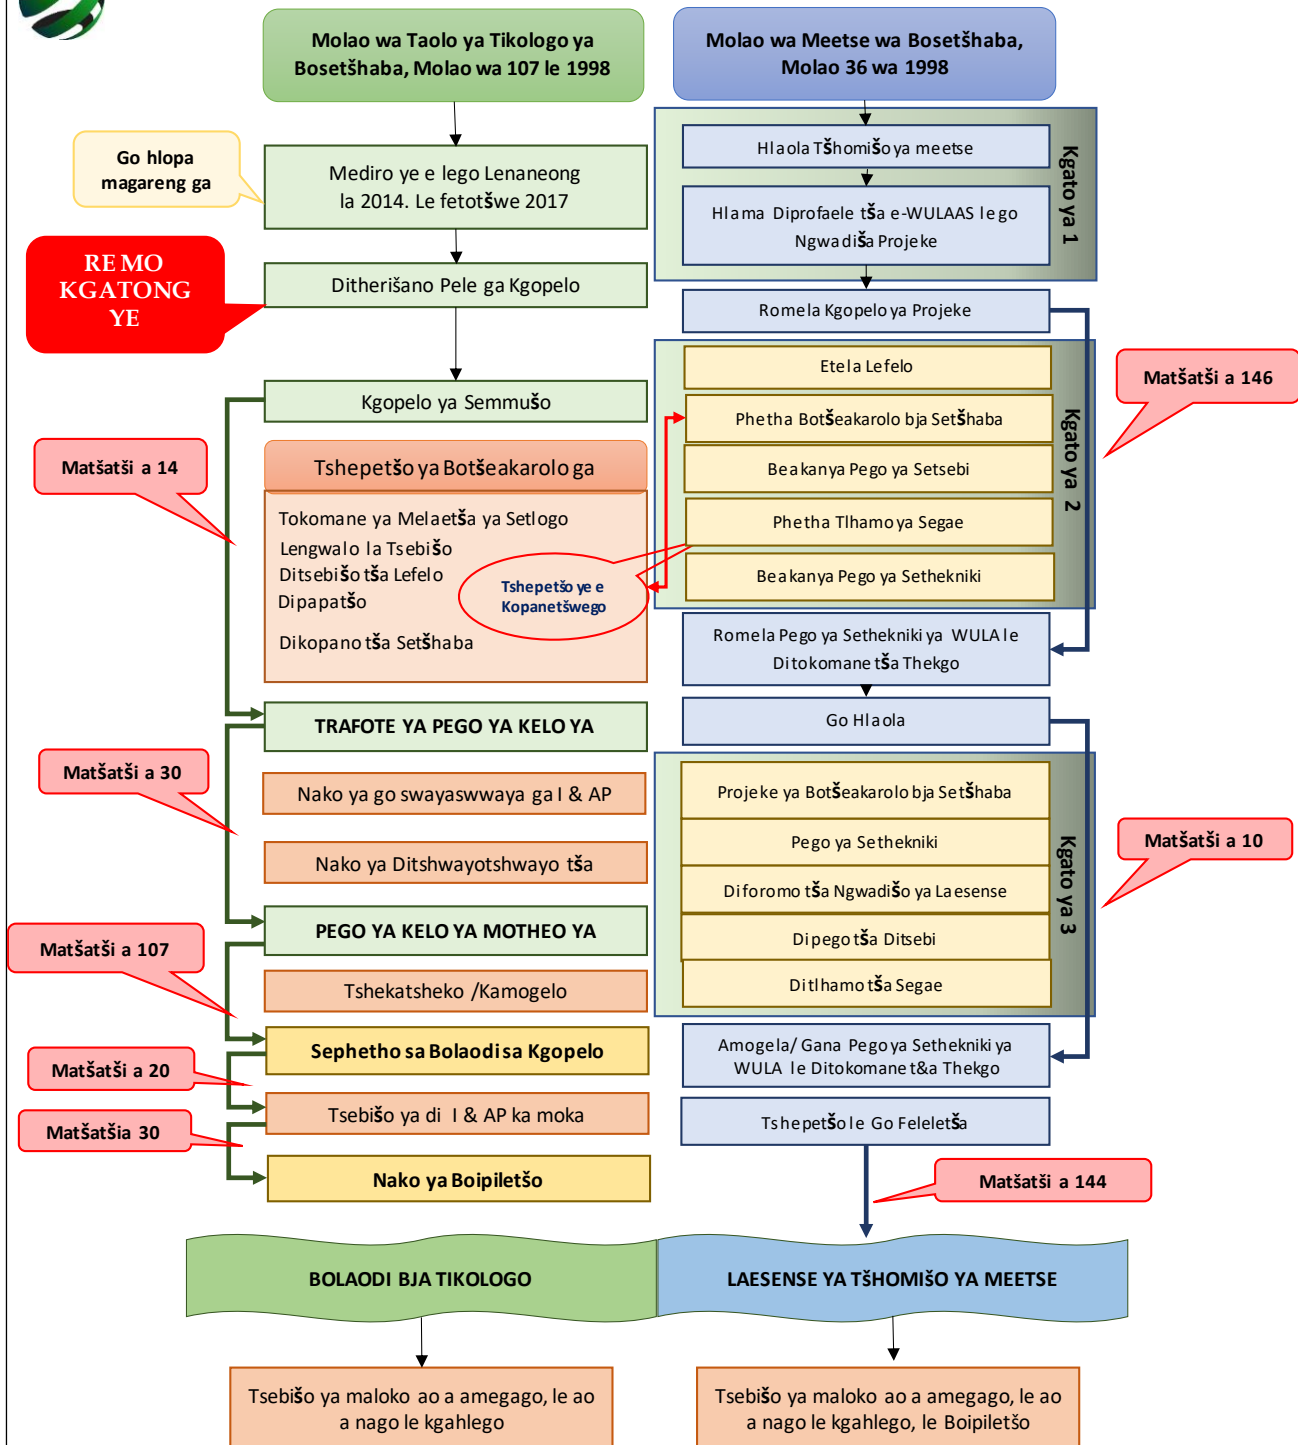 Molao wa Taolo ya Tikologo ya
Bosetšhaba, Molao wa 107 le 1998
Go hlopa
magareng ga
Mediro ye e lego Lenaneong
la 2014. Le fetotšwe 2017
RE MO
KGATONG
YE
Ditherišano Pele ga Kgopelo
Kgopelo ya Semmušo
Matšatši a 14
Tshepetšo ya Botšeakarolo ga
Tokomane ya Melaetša ya Setlogo
Lengwalo la Tsebišo
Ditsebišo tša Lefelo
Dipapatšo
Dikopano tša Setšhaba
Tshepetšo ye e
Kopanetšwego
TRAFOTE YA PEGO YA KELO YA
Matšatši a 30
Nako ya go swayaswwaya ga I & AP
Nako ya Ditshwayotshwayo tša
PEGO YA KELO YA MOTHEO YA
Matšatši a 107
Tshekatsheko /Kamogelo
Sephetho sa Bolaodi sa Kgopelo
Matšatši a 20
Tsebišo ya di I & AP ka moka
Matšatšia 30
Nako ya Boipiletšo
Molao wa Meetse wa Bosetšhaba,
Molao 36 wa 1998
Hlaola Tšhomišo ya meetse
Hlama Diprofaele tša e-WULAAS le go
Ngwadiša Projeke
Kgato ya 1
Romela Kgopelo ya Projeke
Etela Lefelo
Phetha Botšeakarolo bja Setšhaba
Beakanya Pego ya Setsebi
Phetha Tlhamo ya Segae
Beakanya Pego ya Sethekniki
Kgato ya 2
Matšatši a 146
Romela Pego ya Sethekniki ya WULA le
Ditokomane tša Thekgo
Go Hlaola
Projeke ya Botšeakarolo bja Setšhaba
Pego ya Sethekniki
Diforomo tša Ngwadišo ya Laesense
Dipego tša Ditsebi
Ditlhamo tša Segae
Kgato ya 3
Matšatši a 10
Amogela/ Gana Pego ya Sethekniki ya
WULA le Ditokomane t&a Thekgo
Tshepetšo le Go Feleletša
Matšatši a 144
BOLAODI BJA TIKOLOGO
LAESENSE YA TšHOMIšO YA MEETSE
Tsebišo ya maloko ao a amegago, le ao
a nago le kgahlego
Tsebišo ya maloko ao a amegago, le ao
a nago le kgahlego, le Boipiletšo